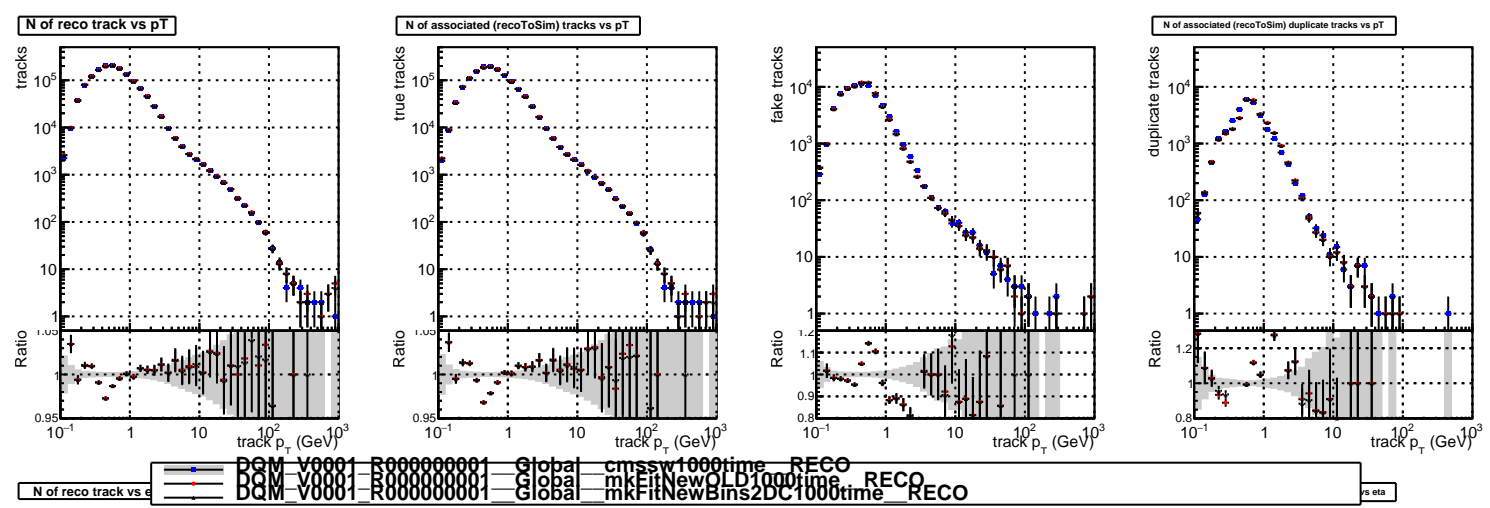 N of reco track vs pT
N of associated (recoToSim) tracks vs pT
N of associated (recoToSim) duplicate tracks vs pT
tracks
10^5
10^4
10^3
10^2
10
1
Ratio
1.05
1
0.95
10^-1
1
10
10^2
10^3
track p_T (GeV)
true tracks
10^5
10^4
10^3
10^2
10
1
Ratio
1.05
1
0.95
10^-1
1
10
10^2
10^3
track p_T (GeV)
fake tracks
10^4
10^3
10^2
10
1
Ratio
1.2
1.1
1
0.9
0.8
10^-1
1
10
10^2
10^3
track p_T (GeV)
duplicate tracks
10^4
10^3
10^2
10
1
Ratio
1.2
1
0.8
10^-1
1
10
10^2
10^3
track p_T (GeV)
DQM_V0001_R000000001__Global__cmssw1000time__RECO
DQM_V0001_R000000001__Global__mkFitNewOLD1000time__RECO
DQM_V0001_R000000001__Global__mkFitNewBins2DC1000time__RECO
N of reco track vs e
vs eta